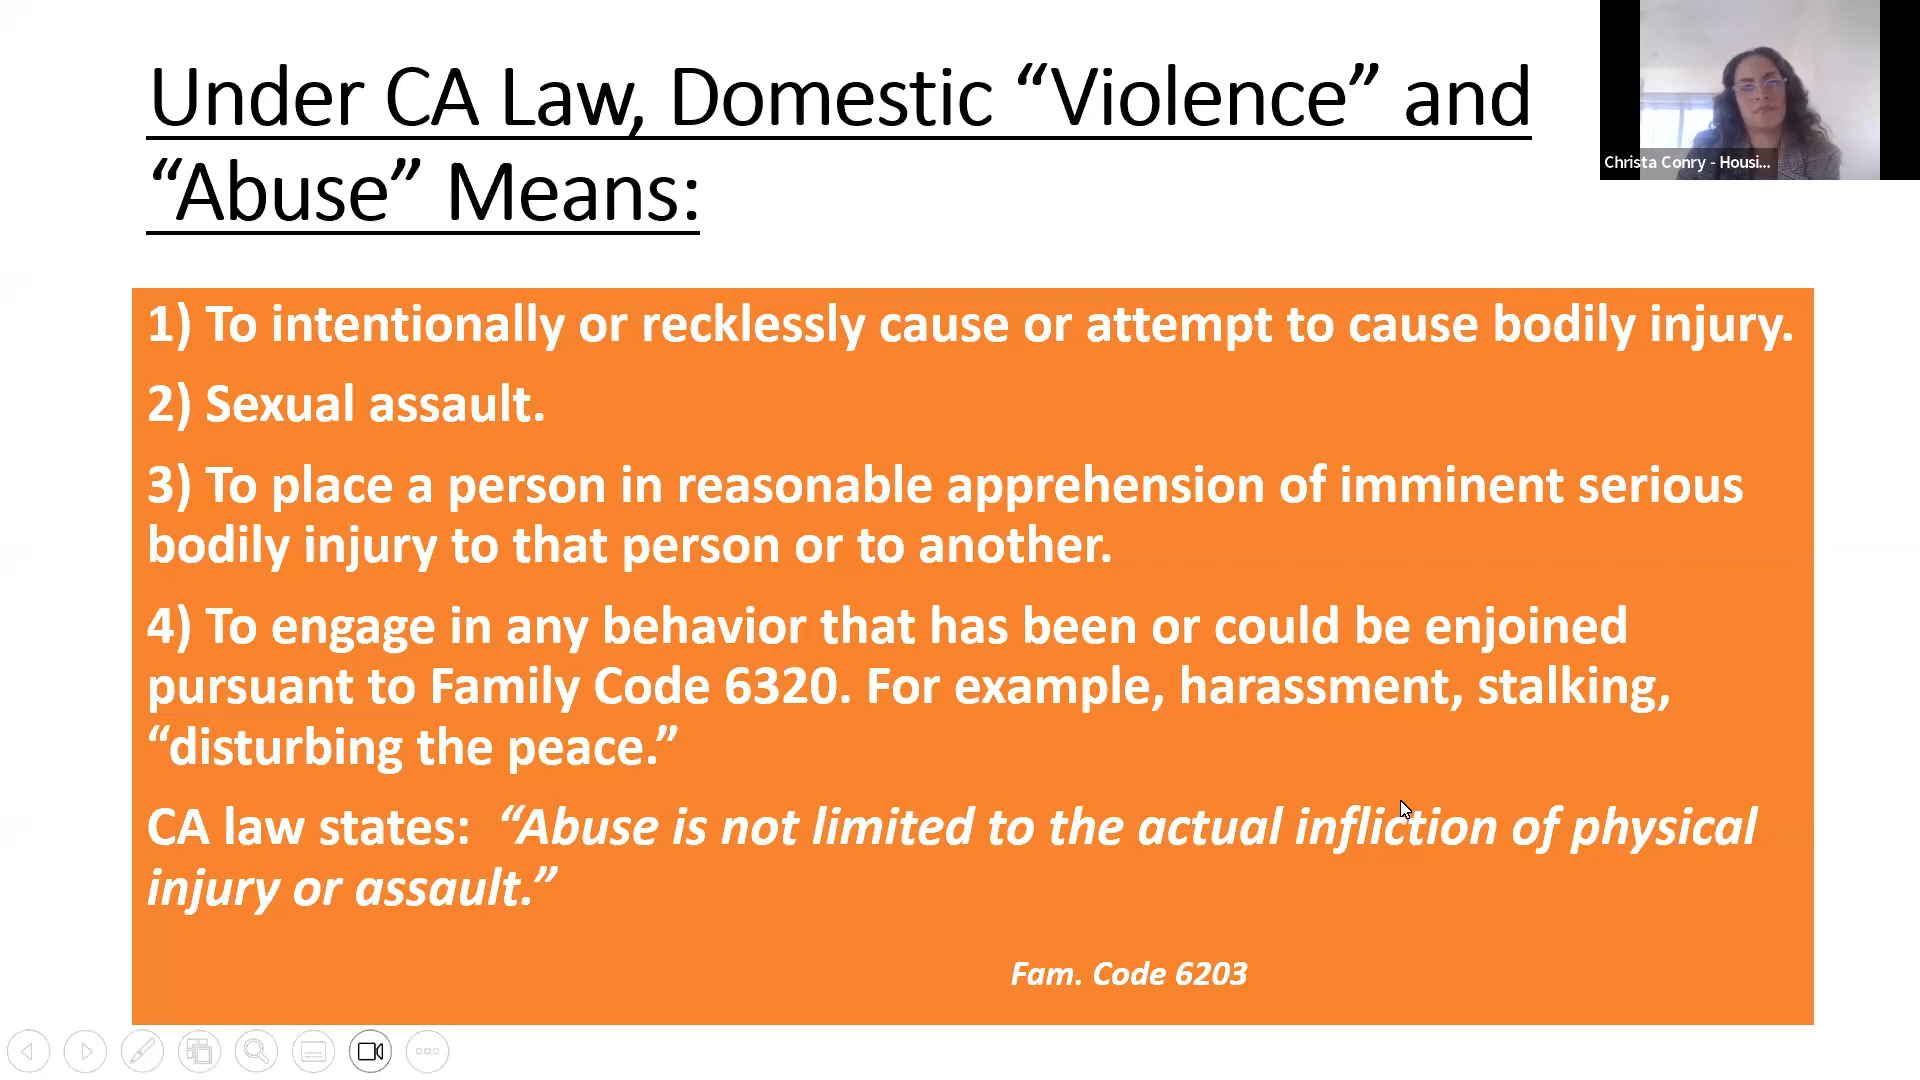 Under CA Law, Domestic “Violence” and
“Abuse” Means:
Christa Conry - Housi...
1) To intentionally or recklessly cause or attempt to cause bodily injury.
2) Sexual assault.
3) To place a person in reasonable apprehension of imminent serious
bodily injury to that person or to another.
4) To engage in any behavior that has been or could be enjoined
pursuant to Family Code 6320. For example, harassment, stalking,
“disturbing the peace.”
CA law states: “Abuse is not limited to the actual infliction of physical
injury or assault.”
Fam. Code 6203